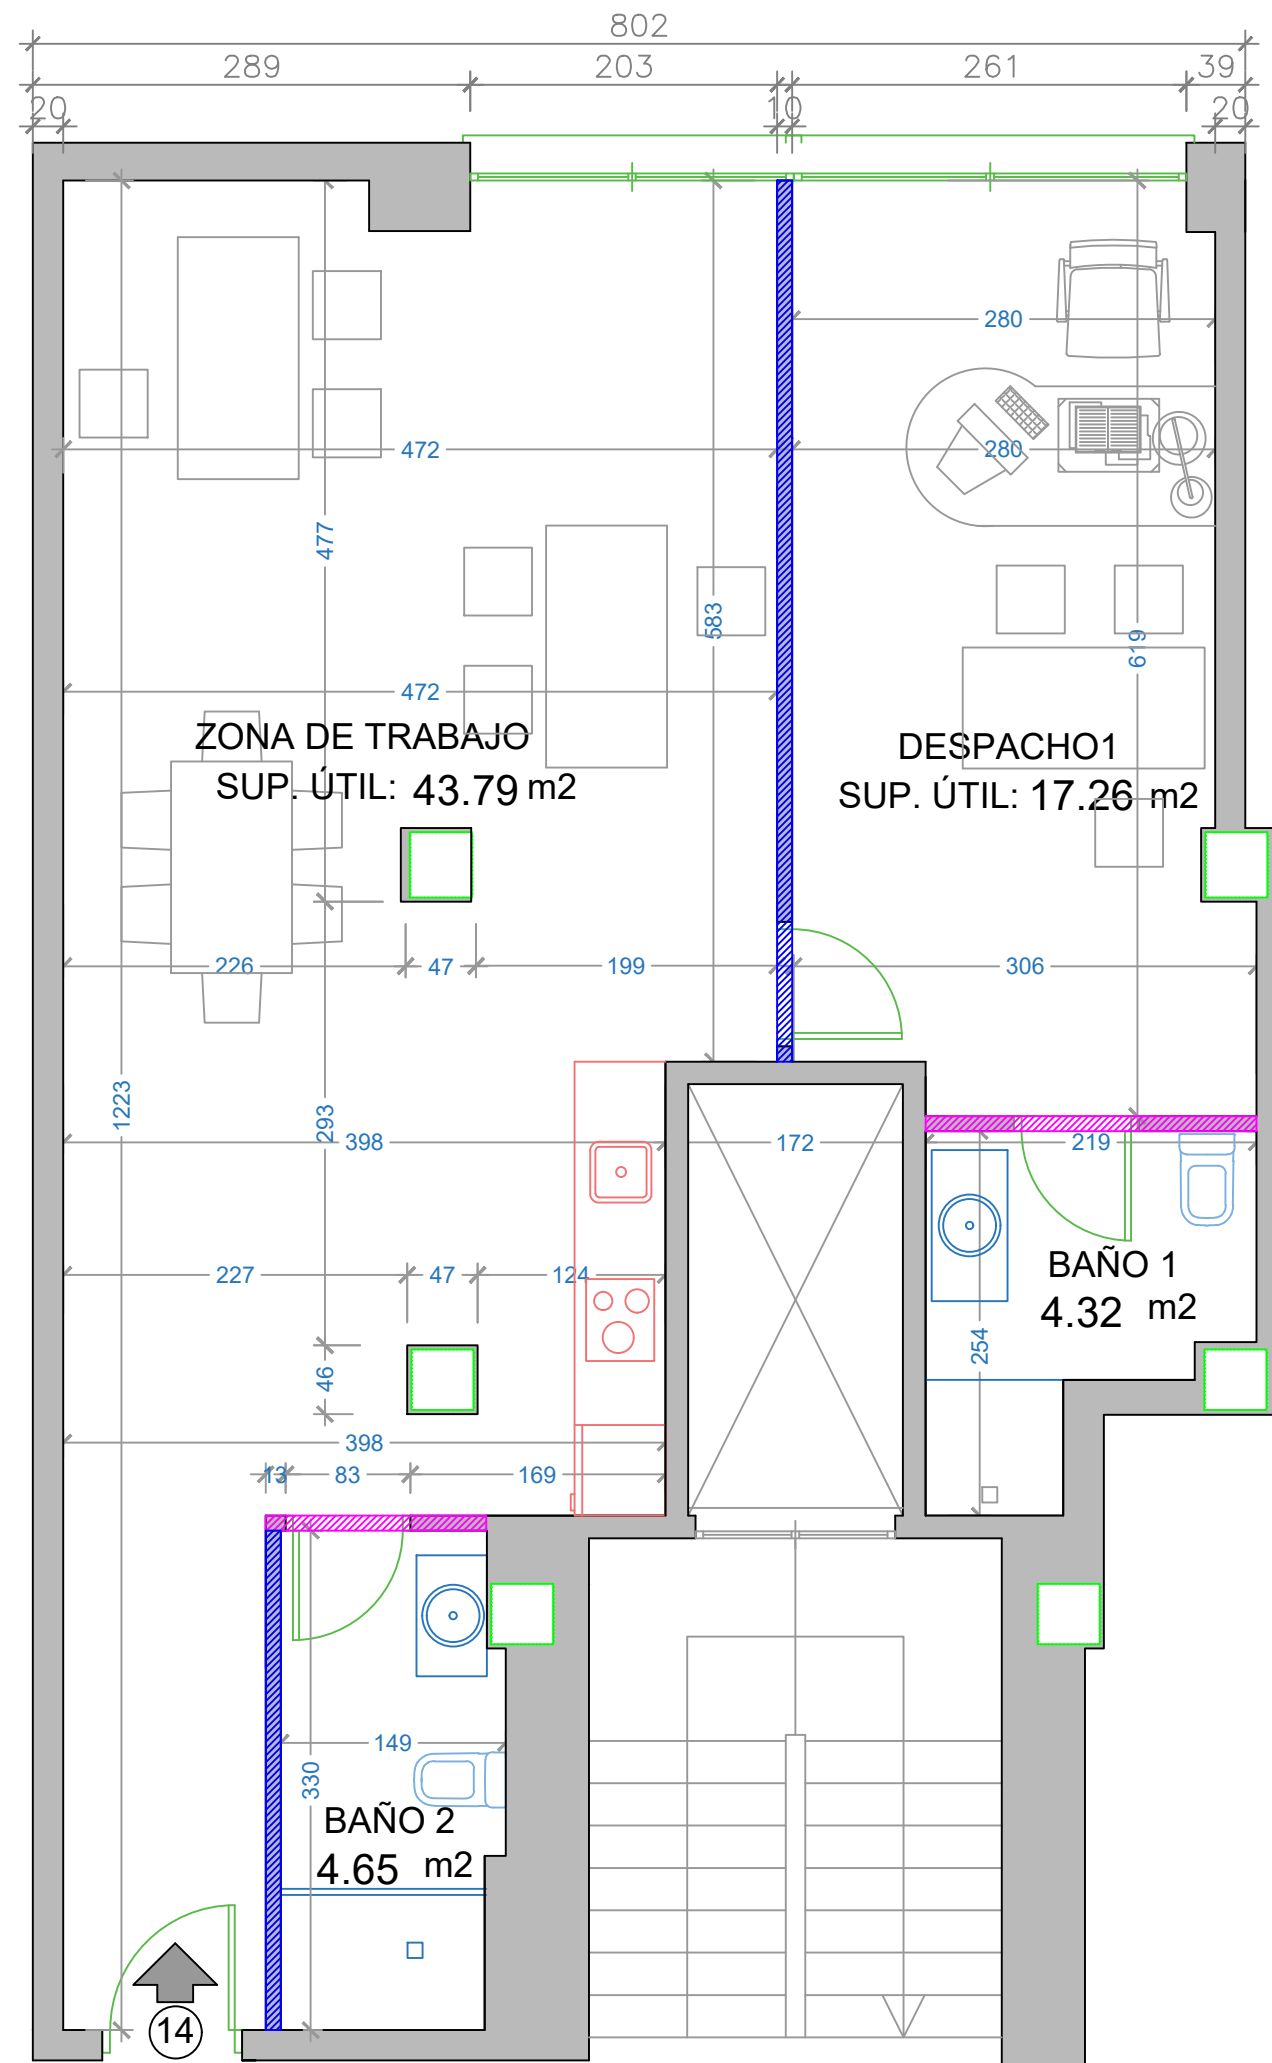 802
289 203 261 39
20 10 20
280
472 280
477
583
619
472
ZONA DE TRABAJO
SUP. ÚTIL: 43.79 m2
DESPACHO1
SUP. ÚTIL: 17.26 m2
226 47 199 306
1223
293
398 172 219
227 47 124
BAÑO 1
4.32 m2
254
46
398
13 83 169
149
330
BAÑO 2
4.65 m2
14